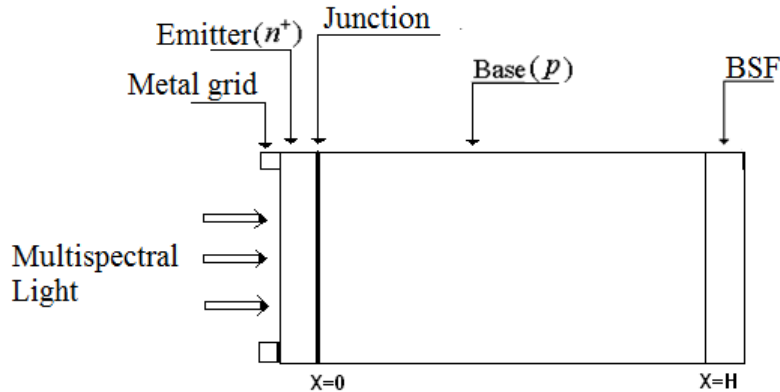 Emitter(n⁺)
Junction
Metal grid
Base(p)
BSF
Multispectral
Light
X=0
X=H